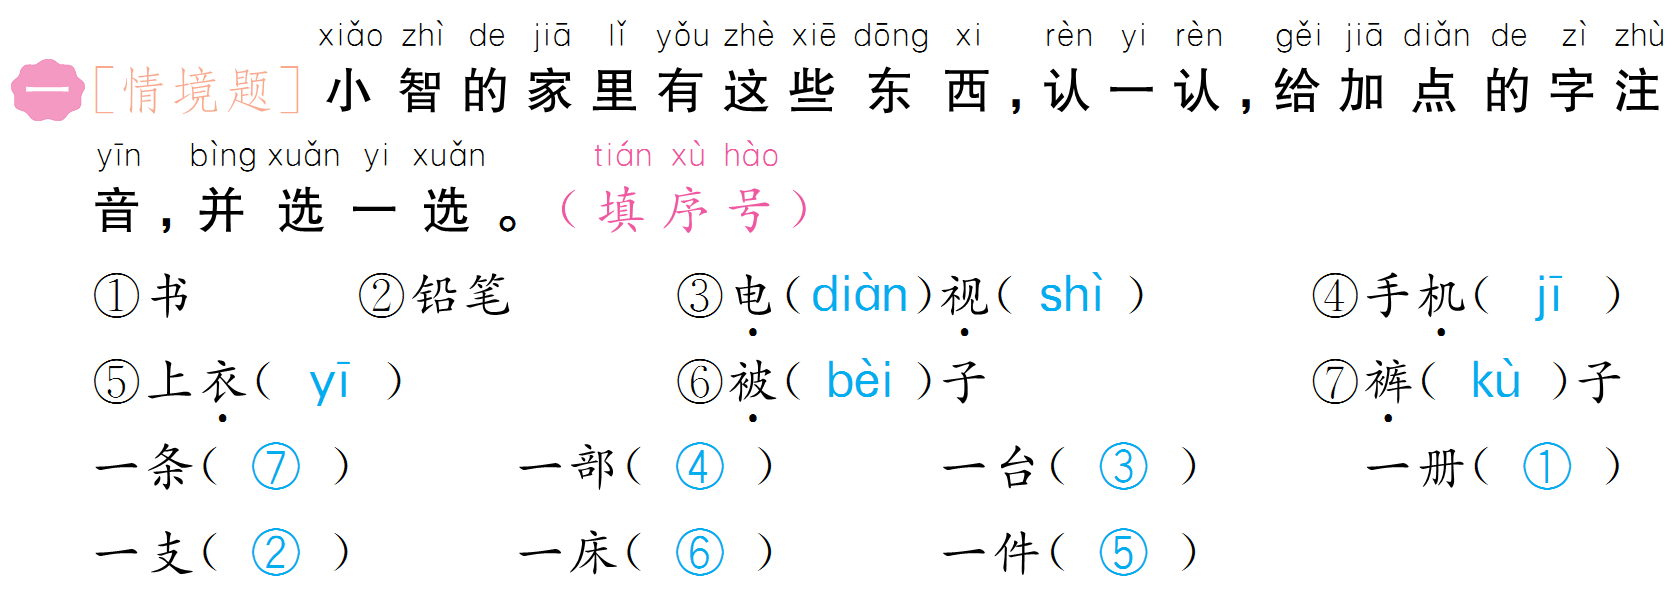 xiǎo zhì de jiā lǐ yǒu zhè xiē dōng xi rèn yi rèn gěi jiā diǎn de zì zhù
一 [情境题] 小智的家里有这些东西,认一认,给加点的字注
yīn bìng xuǎn yi xuǎn tián xù hào
音,并选一选。(填序号)
①书 ②铅笔 ③电(diàn)视(shì) ④手机(jī)
⑤上衣(yī) ⑥被(bèi)子 ⑦裤(kù)子
一条(⑦) 一部(④) 一台(③) 一册(①)
一支(②) 一床(⑥) 一件(⑤)